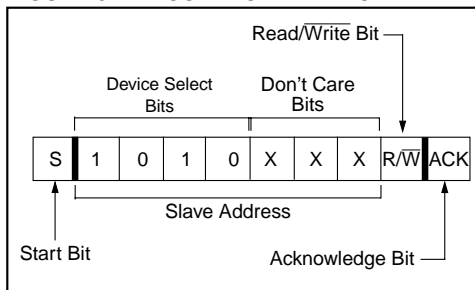 Read/Write Bit
Device Select Bits
Don't Care Bits
S 1 0 1 0 X X X R/W ACK
Slave Address
Start Bit
Acknowledge Bit